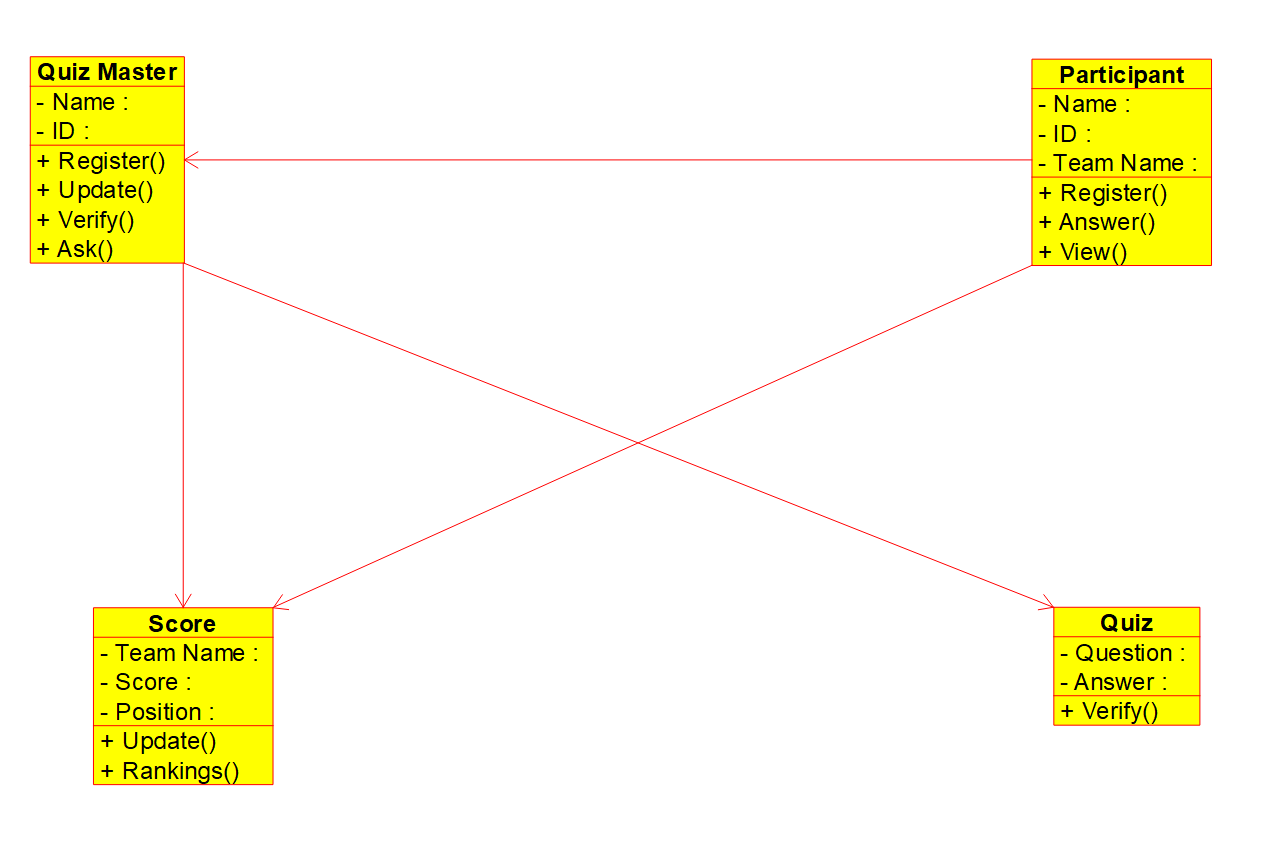 Quiz Master
- Name :
- ID :
+ Register()
+ Update()
+ Verify()
+ Ask()
Participant
- Name :
- ID :
- Team Name :
+ Register()
+ Answer()
+ View()
Score
- Team Name :
- Score :
- Position :
+ Update()
+ Rankings()
Quiz
- Question :
- Answer :
+ Verify()